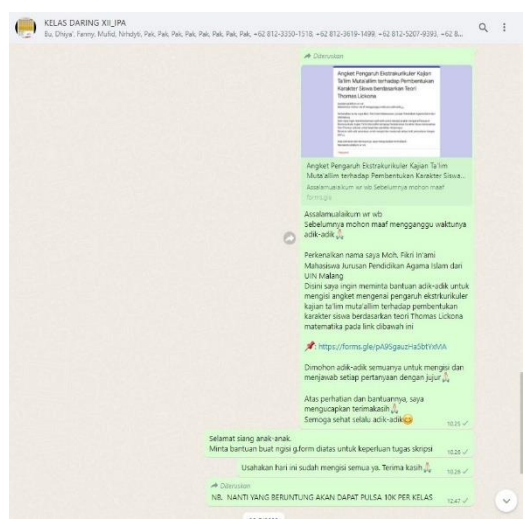 KELAS DARING XII_IPA
Bu, Dhiya', Fanny, Mufid, Nrhdyti, Pak, Pak, Pak, Pak, Pak, Pak, Pak, +62 812-3350-1518, +62 812-3619-1499, +62 812-5207-9393, +62 8...
Diteruskan
Angket Pengaruh Ekstrakurikuler Kajian
Ta'lim Muta'allim terhadap Pembentukan
Karakter Siswa berdasarkan Teori
Thomas Lickona
Angket Pengaruh Ekstrakurikuler Kajian Ta'lim
Muta'allim terhadap Pembentukan Karakter Siswa...
Assalamualaikum wr wb Sebelumnya mohon maaf
forms.gle
Assalamualaikum wr wb
Sebelumnya mohon maaf mengganggu waktunya
adik-adik🙏
Perkenalkan nama saya Moh. Fikri In'ami
Mahasiswa Jurusan Pendidikan Agama Islam dari
UIN Malang
Disini saya ingin meminta bantuan adik-adik untuk
mengisi angket mengenai pengaruh ekstrkurikuler
kajian ta'lim muta'allim terhadap pembentukan
karakter siswa berdasarkan teori Thomas Lickona
matematika pada link dibawah ini
📌: https://forms.gle/pA9SgauzHaSbtYxMA
Dimohon adik-adik semuanya untuk mengisi dan
menjawab setiap pertanyaan dengan jujur🙏
Atas perhatian dan bantuannya, saya
mengucapkan terimakasih🙏
Semoga sehat selalu adik-adik😊
10.25
Selamat siang anak-anak.
Minta bantuan buat ngisi g.form diatas untuk keperluan tugas skripsi
10.26
Usahakan hari ini sudah mengisi semua ya. Terima kasih🙏
10.26
Diteruskan
NB. NANTI YANG BERUNTUNG AKAN DAPAT PULSA 10K PER KELAS
12.47